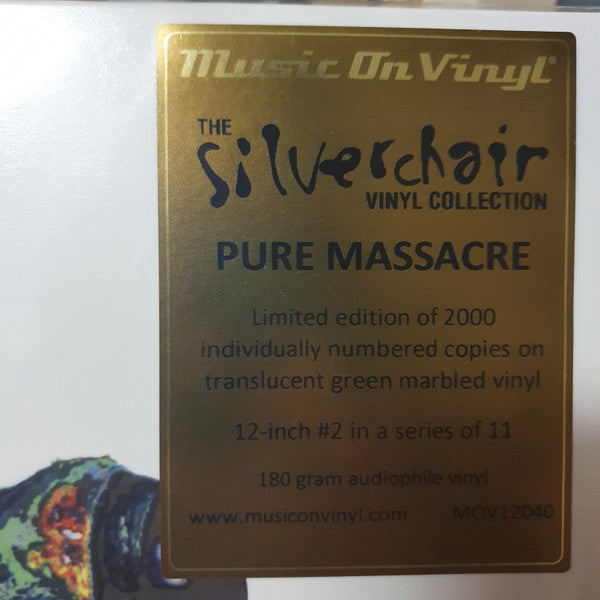 Music On Vinyl®
THE
silverchair
VINYL COLLECTION
PURE MASSACRE
Limited edition of 2000
individually numbered copies on
translucent green marbled vinyl
12-inch #2 in a series of 11
180 gram audiophile vinyl
www.musiconvinyl.com MOV12040